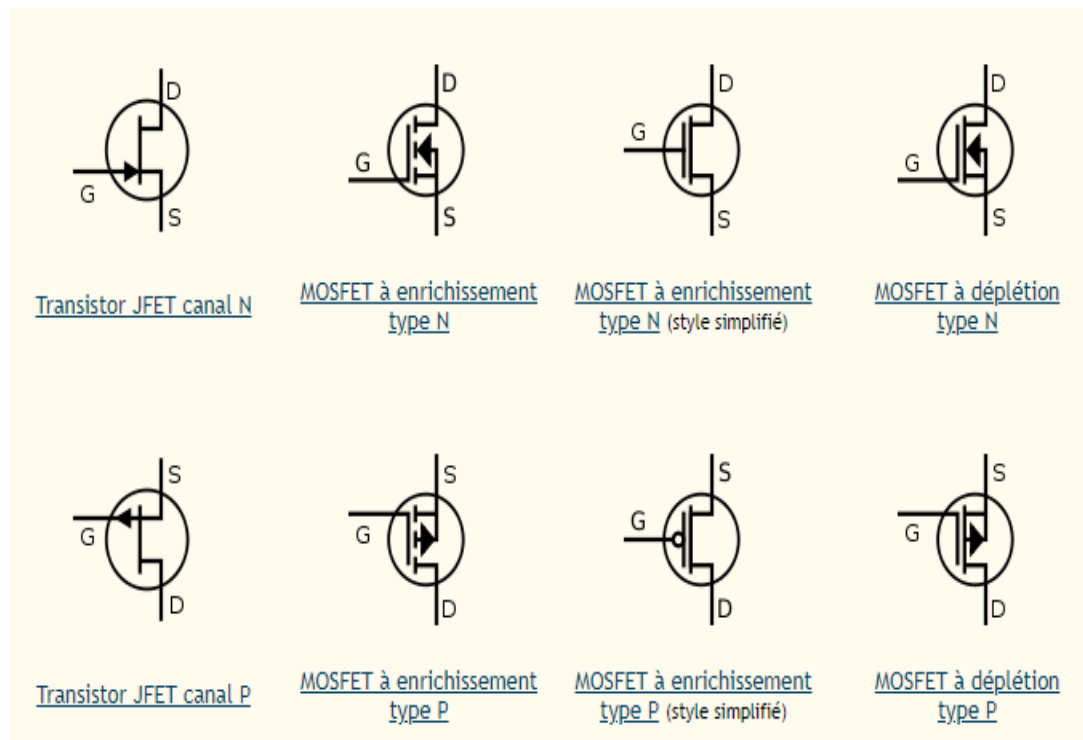 D
G
S
Transistor JFET canal N
D
G
S
MOSFET à enrichissement
type N
D
G
S
MOSFET à enrichissement
type N (style simplifié)
D
G
S
MOSFET à déplétion
type N
S
G
D
Transistor JFET canal P
S
G
D
MOSFET à enrichissement
type P
S
G
D
MOSFET à enrichissement
type P (style simplifié)
S
G
D
MOSFET à déplétion
type P